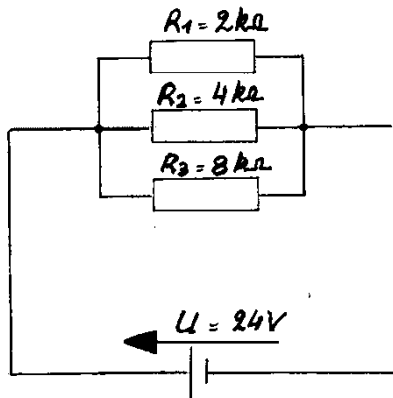 R1 = 2kΩ
R2 = 4kΩ
R3 = 8kΩ
U = 24V